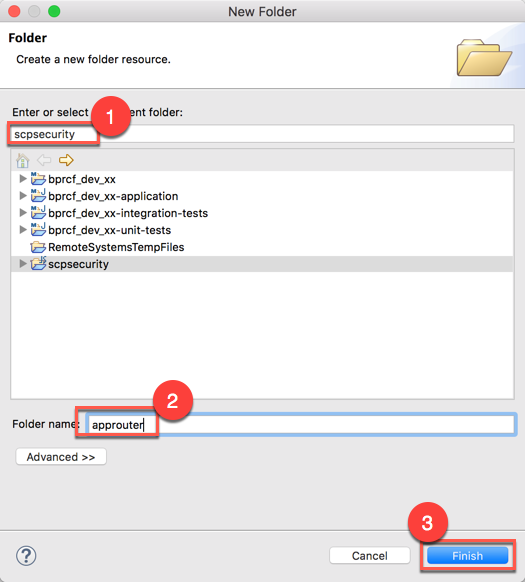 New Folder
Folder
Create a new folder resource.
Enter or select ent folder:
1
scpsecurity
bprcf_dev_xx
bprcf_dev_xx-application
bprcf_dev_xx-integration-tests
bprcf_dev_xx-unit-tests
RemoteSystemsTempFiles
scpsecurity
2
Folder name: approuter
Advanced >>
3
?
Cancel
Finish